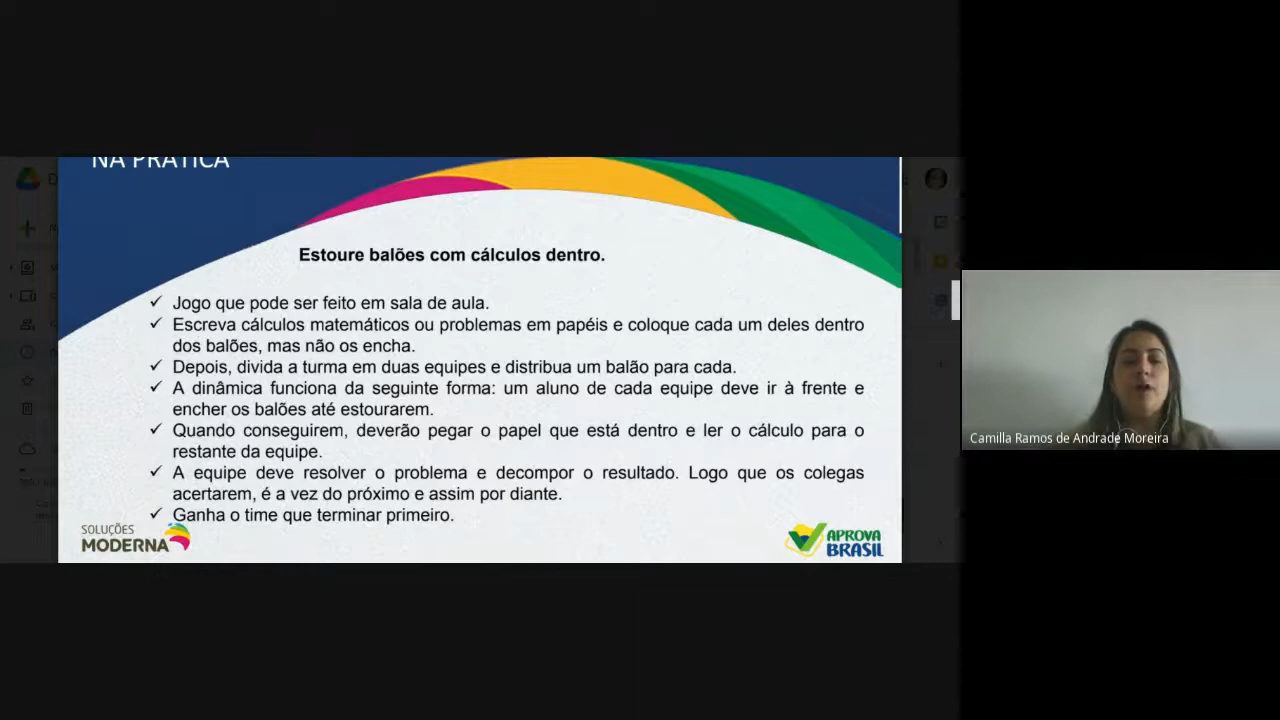 NA PRÁTICA
Estoure balões com cálculos dentro.
✓ Jogo que pode ser feito em sala de aula.
✓ Escreva cálculos matemáticos ou problemas em papéis e coloque cada um deles dentro
dos balões, mas não os encha.
✓ Depois, divida a turma em duas equipes e distribua um balão para cada.
✓ A dinâmica funciona da seguinte forma: um aluno de cada equipe deve ir à frente e
encher os balões até estourarem.
✓ Quando conseguirem, deverão pegar o papel que está dentro e ler o cálculo para o
restante da equipe.
✓ A equipe deve resolver o problema e decompor o resultado. Logo que os colegas
acertarem, é a vez do próximo e assim por diante.
✓ Ganha o time que terminar primeiro.
SOLUÇÕES
MODERNA
APROVA
BRASIL
Camilla Ramos de Andrade Moreira